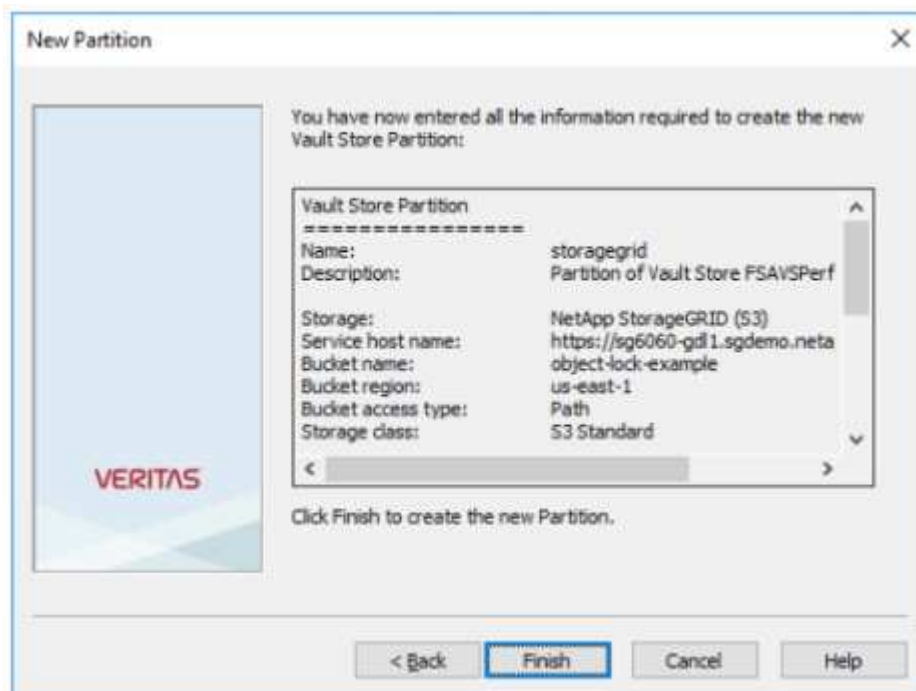 New Partition
You have now entered all the information required to create the new
Vault Store Partition:
Vault Store Partition
=================
Name: storagegrid
Description: Partition of Vault Store FSAVSPerf
Storage: NetApp StorageGRID (S3)
Service host name: https://sg6060-gdl1.sgdemo.neta
Bucket name: object-lock-example
Bucket region: us-east-1
Bucket access type: Path
Storage class: S3 Standard
VERITAS
Click Finish to create the new Partition.
< Back Finish Cancel Help